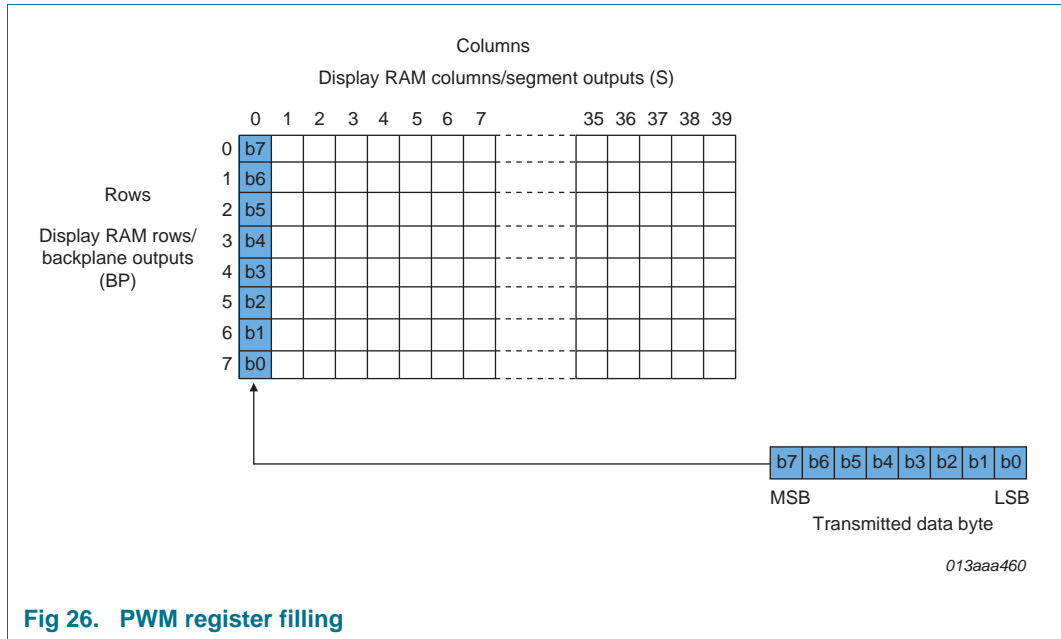 Columns
Display RAM columns/segment outputs (S)
0 1 2 3 4 5 6 7 35 36 37 38 39
0 b7
1 b6
2 b5
3 b4
4 b3
5 b2
6 b1
7 b0
Rows
Display RAM rows/
backplane outputs
(BP)
b7 b6 b5 b4 b3 b2 b1 b0
MSB LSB
Transmitted data byte
013aaa460
Fig 26. PWM register filling